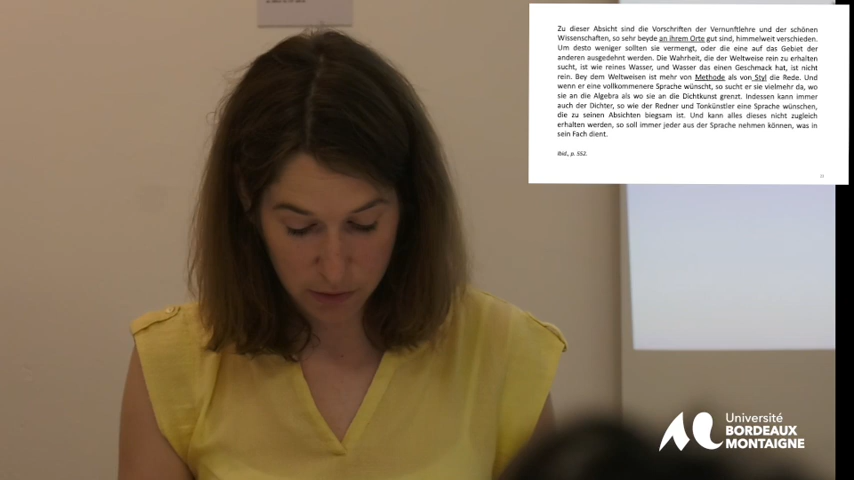 Zu dieser Absicht sind die Vorschriften der Vernunftlehre und der schönen
Wissenschaften, so sehr beyde an ihrem Orte gut sind, himmelweit verschieden.
Um desto weniger sollten sie vermengt, oder die eine auf das Gebiet der
anderen ausgedehnt werden. Die Wahrheit, die der Weltweise rein zu erhalten
sucht, ist wie reines Wasser, und Wasser das einen Geschmack hat, ist nicht
rein. Bey dem Weltweisen ist mehr von Methode als von Styl die Rede. Und
wenn er eine vollkommenere Sprache wünscht, so sucht er sie vielmehr da, wo
sie an die Algebra als wo sie an die Dichtkunst grenzt. Indessen kann immer
auch der Dichter, so wie der Redner und Tonkünstler eine Sprache wünschen,
die zu seinen Absichten biegsam ist. Und kann alles dieses nicht zugleich
erhalten werden, so soll immer jeder aus der Sprache nehmen können, was in
sein Fach dient.
Ibid., p. 552.
Université
BORDEAUX
MONTAIGNE